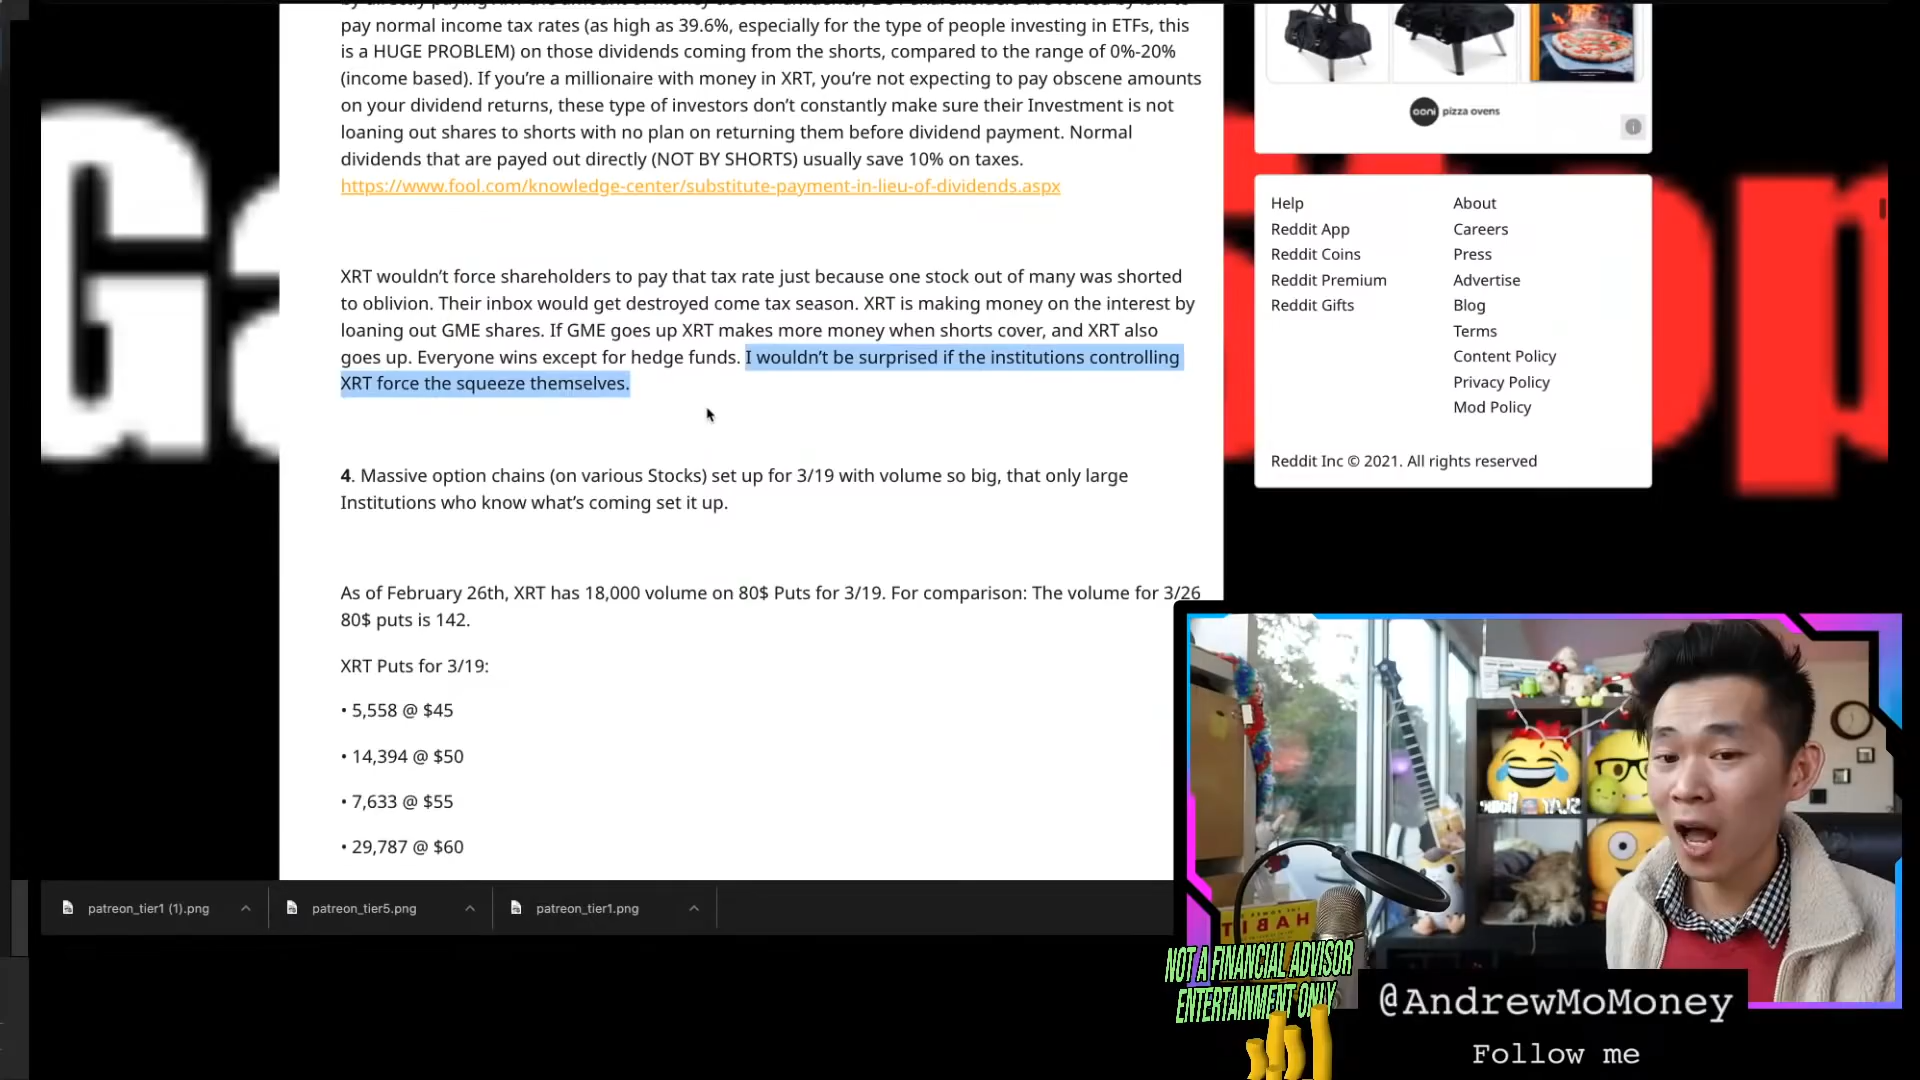 pay normal income tax rates (as high as 39.6%, especially for the type of people investing in ETFs, this
is a HUGE PROBLEM) on those dividends coming from the shorts, compared to the range of 0%-20%
(income based). If you’re a millionaire with money in XRT, you’re not expecting to pay obscene amounts
on your dividend returns, these type of investors don’t constantly make sure their Investment is not
loaning out shares to shorts with no plan on returning them before dividend payment. Normal
dividends that are payed out directly (NOT BY SHORTS) usually save 10% on taxes.
https://www.fool.com/knowledge-center/substitute-payment-in-lieu-of-dividends.aspx
XRT wouldn’t force shareholders to pay that tax rate just because one stock out of many was shorted
to oblivion. Their inbox would get destroyed come tax season. XRT is making money on the interest by
loaning out GME shares. If GME goes up XRT makes more money when shorts cover, and XRT also
goes up. Everyone wins except for hedge funds. I wouldn’t be surprised if the institutions controlling
XRT force the squeeze themselves.
4. Massive option chains (on various Stocks) set up for 3/19 with volume so big, that only large
Institutions who know what’s coming set it up.
As of February 26th, XRT has 18,000 volume on 80$ Puts for 3/19. For comparison: The volume for 3/26
80$ puts is 142.
XRT Puts for 3/19:
• 5,558 @ $45
• 14,394 @ $50
• 7,633 @ $55
• 29,787 @ $60
ooni pizza ovens
Help
Reddit App
Reddit Coins
Reddit Premium
Reddit Gifts
About
Careers
Press
Advertise
Blog
Terms
Content Policy
Privacy Policy
Mod Policy
Reddit Inc © 2021. All rights reserved
patreon_tier1 (1).png
patreon_tier5.png
patreon_tier1.png
HABIT
NOT A FINANCIAL ADVISOR
ENTERTAINMENT ONLY
@AndrewMoMoney
Follow me